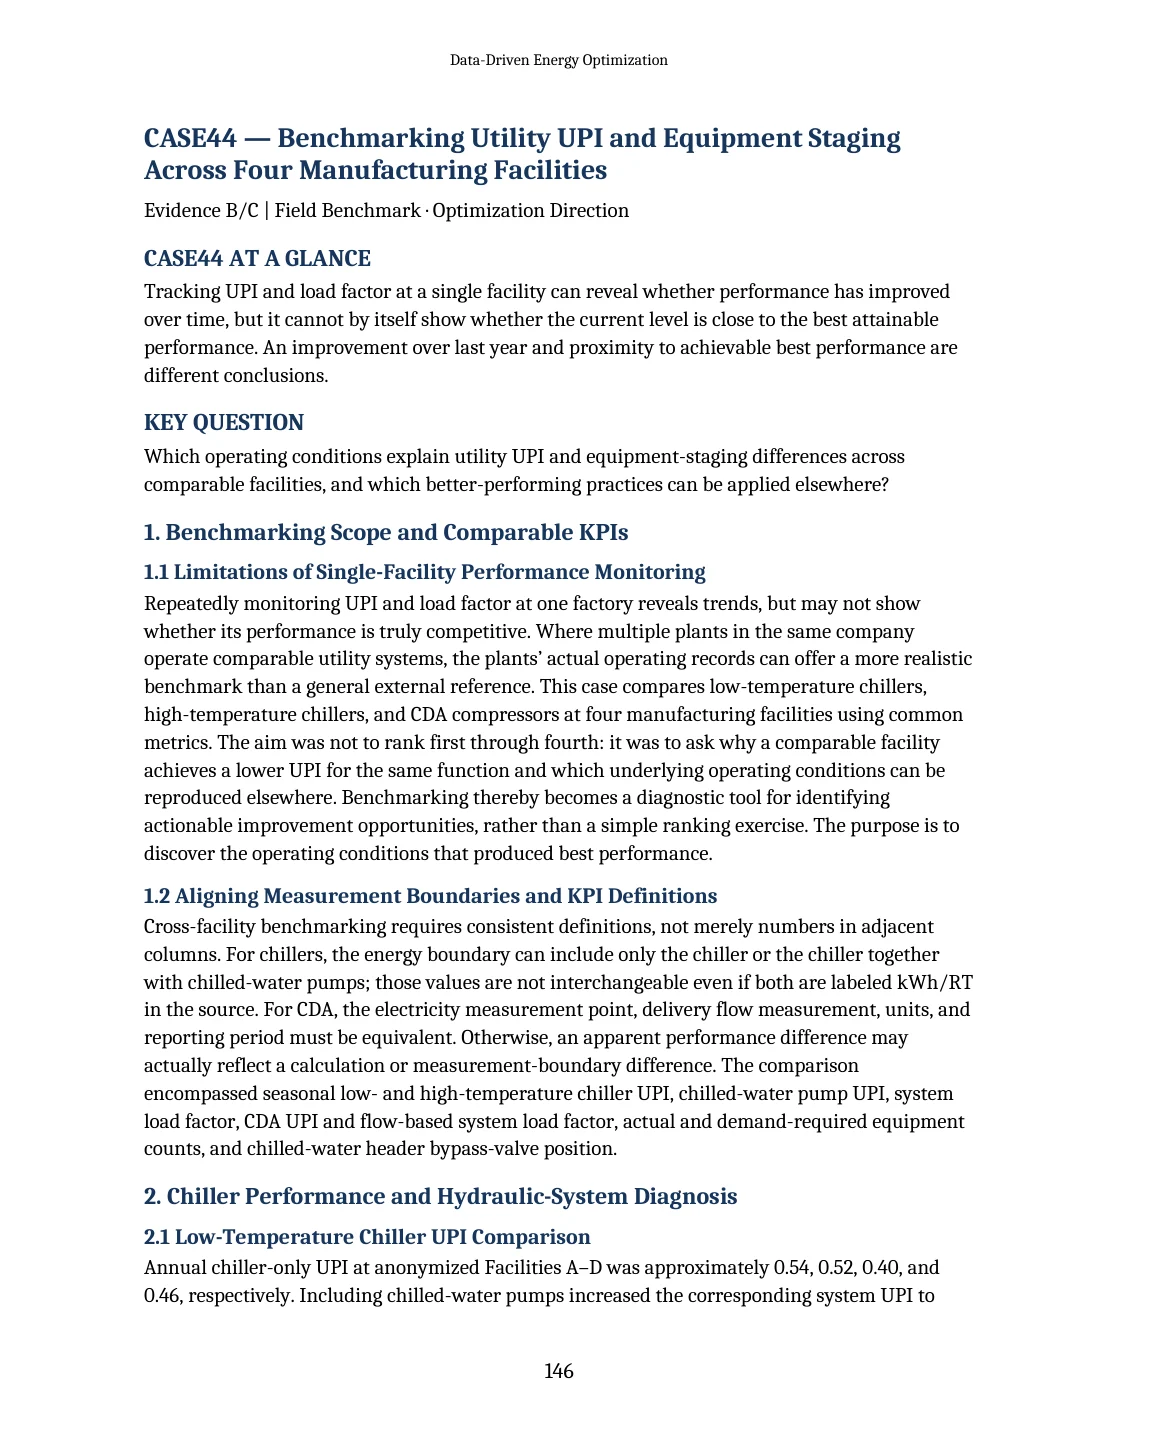 Data-Driven Energy Optimization
CASE44 — Benchmarking Utility UPI and Equipment Staging
Across Four Manufacturing Facilities
Evidence B/C | Field Benchmark · Optimization Direction
CASE44 AT A GLANCE
Tracking UPI and load factor at a single facility can reveal whether performance has improved
over time, but it cannot by itself show whether the current level is close to the best attainable
performance. An improvement over last year and proximity to achievable best performance are
different conclusions.
KEY QUESTION
Which operating conditions explain utility UPI and equipment-staging differences across
comparable facilities, and which better-performing practices can be applied elsewhere?
1. Benchmarking Scope and Comparable KPIs
1.1 Limitations of Single-Facility Performance Monitoring
Repeatedly monitoring UPI and load factor at one factory reveals trends, but may not show
whether its performance is truly competitive. Where multiple plants in the same company
operate comparable utility systems, the plants’ actual operating records can offer a more realistic
benchmark than a general external reference. This case compares low-temperature chillers,
high-temperature chillers, and CDA compressors at four manufacturing facilities using common
metrics. The aim was not to rank first through fourth: it was to ask why a comparable facility
achieves a lower UPI for the same function and which underlying operating conditions can be
reproduced elsewhere. Benchmarking thereby becomes a diagnostic tool for identifying
actionable improvement opportunities, rather than a simple ranking exercise. The purpose is to
discover the operating conditions that produced best performance.
1.2 Aligning Measurement Boundaries and KPI Definitions
Cross-facility benchmarking requires consistent definitions, not merely numbers in adjacent
columns. For chillers, the energy boundary can include only the chiller or the chiller together
with chilled-water pumps; those values are not interchangeable even if both are labeled kWh/RT
in the source. For CDA, the electricity measurement point, delivery flow measurement, units, and
reporting period must be equivalent. Otherwise, an apparent performance difference may
actually reflect a calculation or measurement-boundary difference. The comparison
encompassed seasonal low- and high-temperature chiller UPI, chilled-water pump UPI, system
load factor, CDA UPI and flow-based system load factor, actual and demand-required equipment
counts, and chilled-water header bypass-valve position.
2. Chiller Performance and Hydraulic-System Diagnosis
2.1 Low-Temperature Chiller UPI Comparison
Annual chiller-only UPI at anonymized Facilities A–D was approximately 0.54, 0.52, 0.40, and
0.46, respectively. Including chilled-water pumps increased the corresponding system UPI to
146